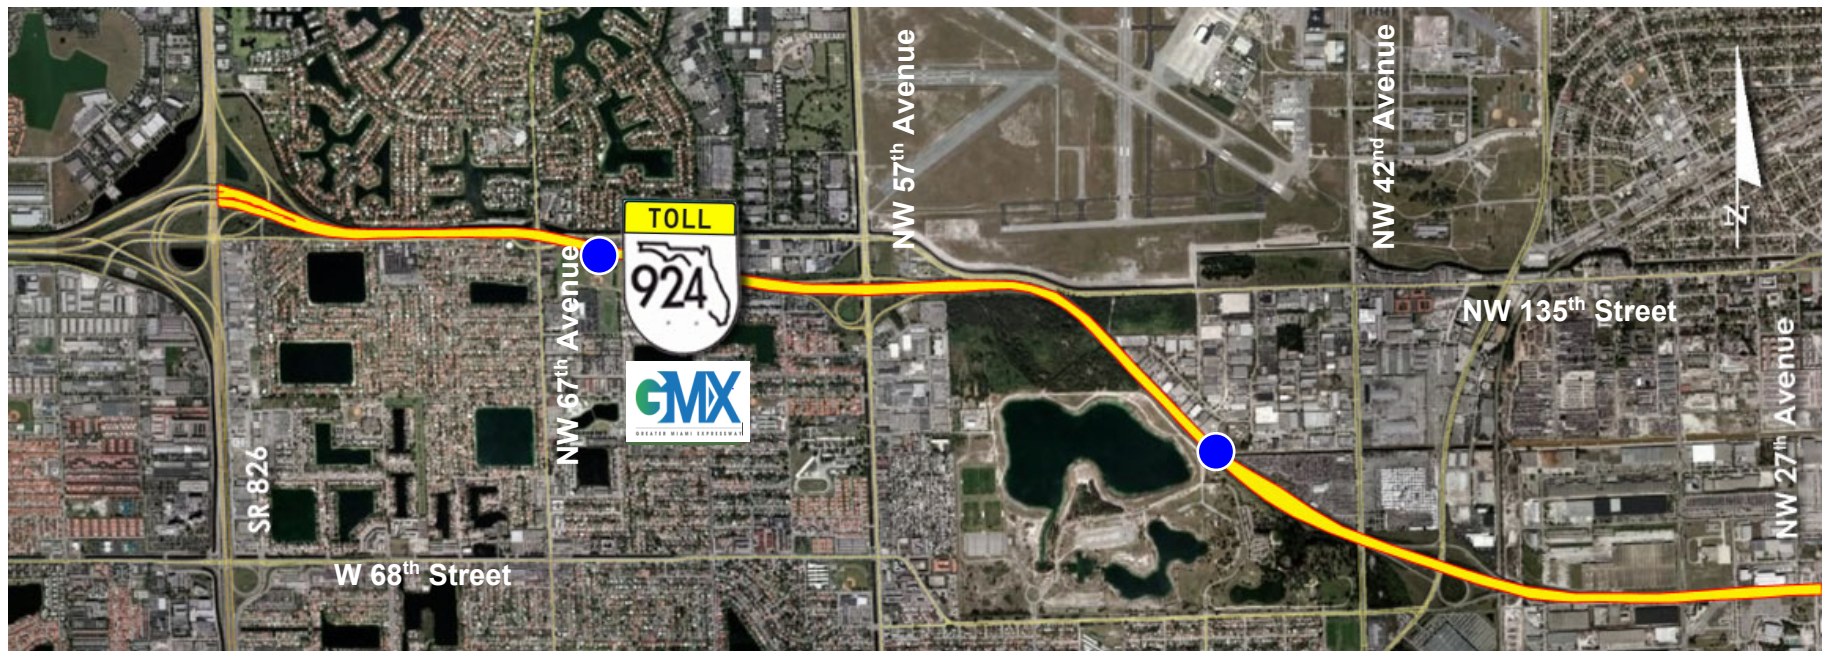 NW 57th Avenue
NW 42nd Avenue
N
TOLL
924
NW 67th Avenue
NW 135th Street
GMX
GREATER MIAMI EXPRESSWAY
NW 27th Avenue
SR 826
W 68th Street